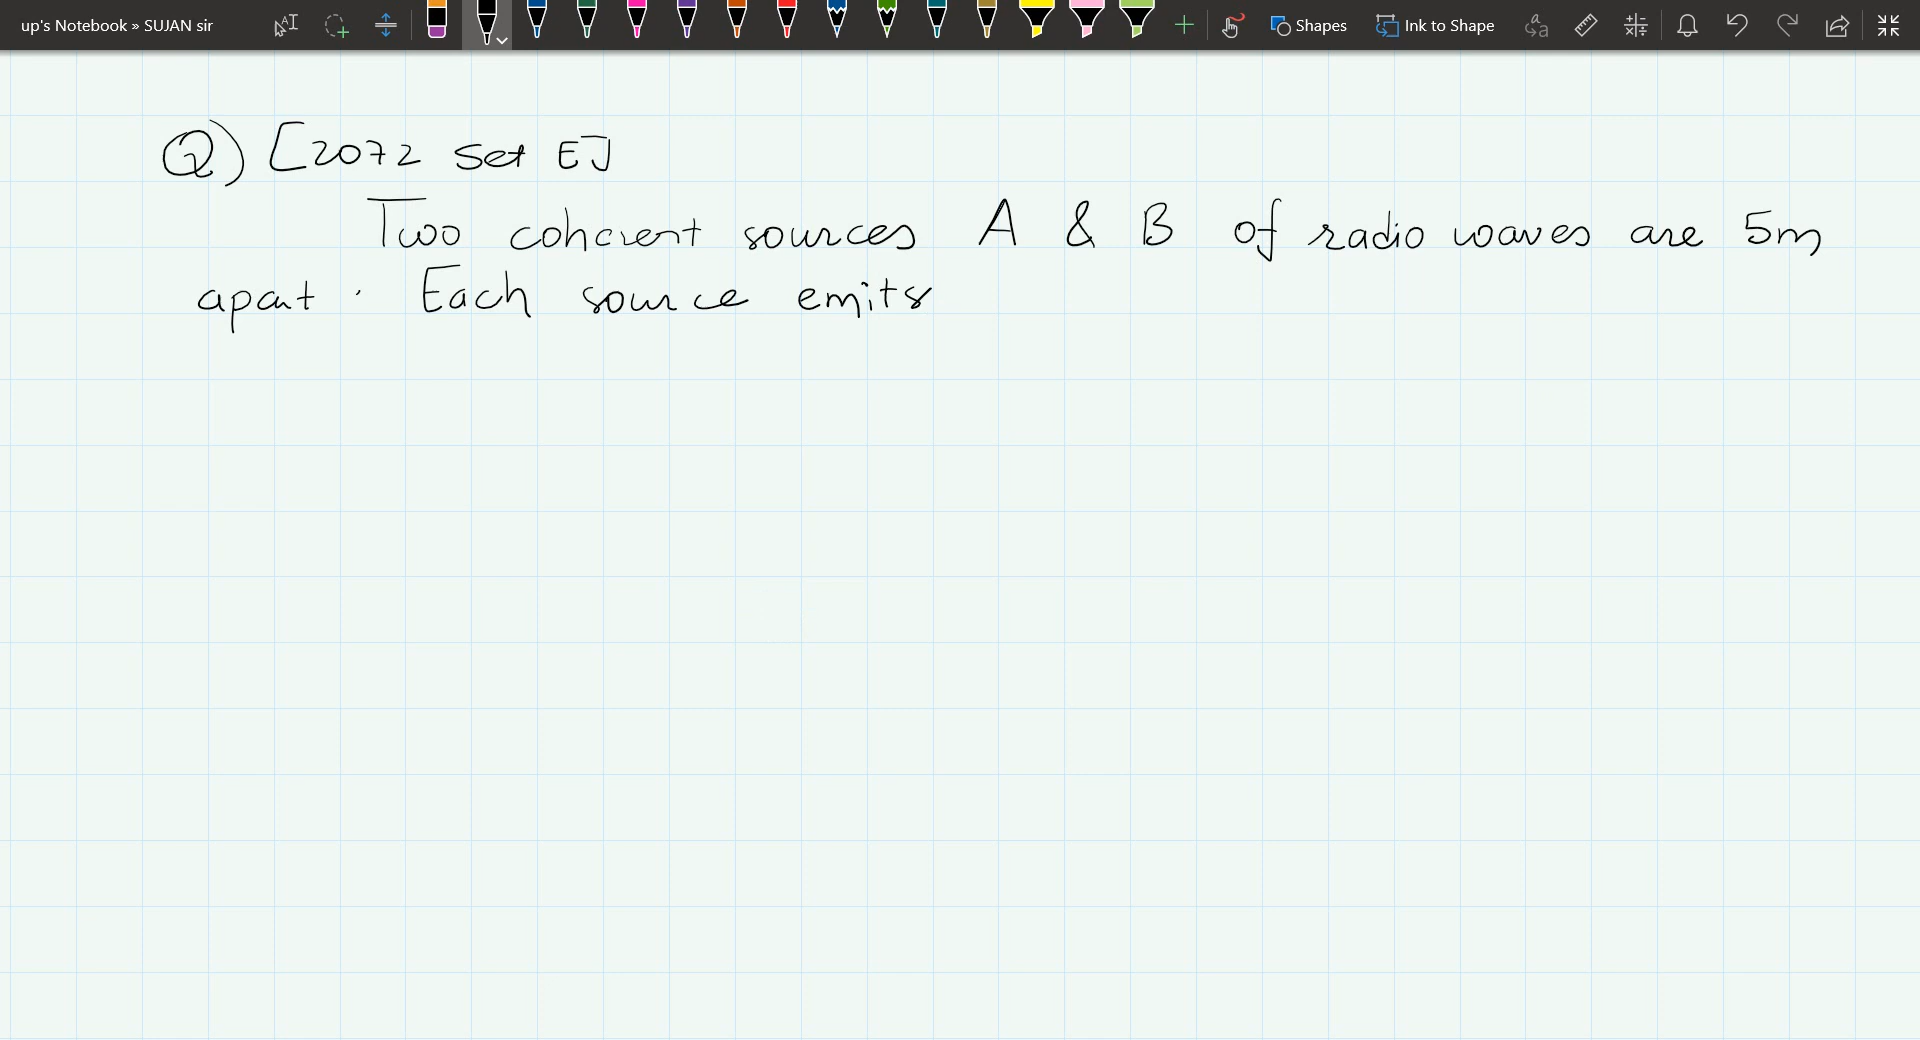 up's Notebook » SUJAN sir
Shapes
Ink to Shape
Q) [2072 set E]
Two coherent sources A & B of radio waves are 5m
apart. Each source emits